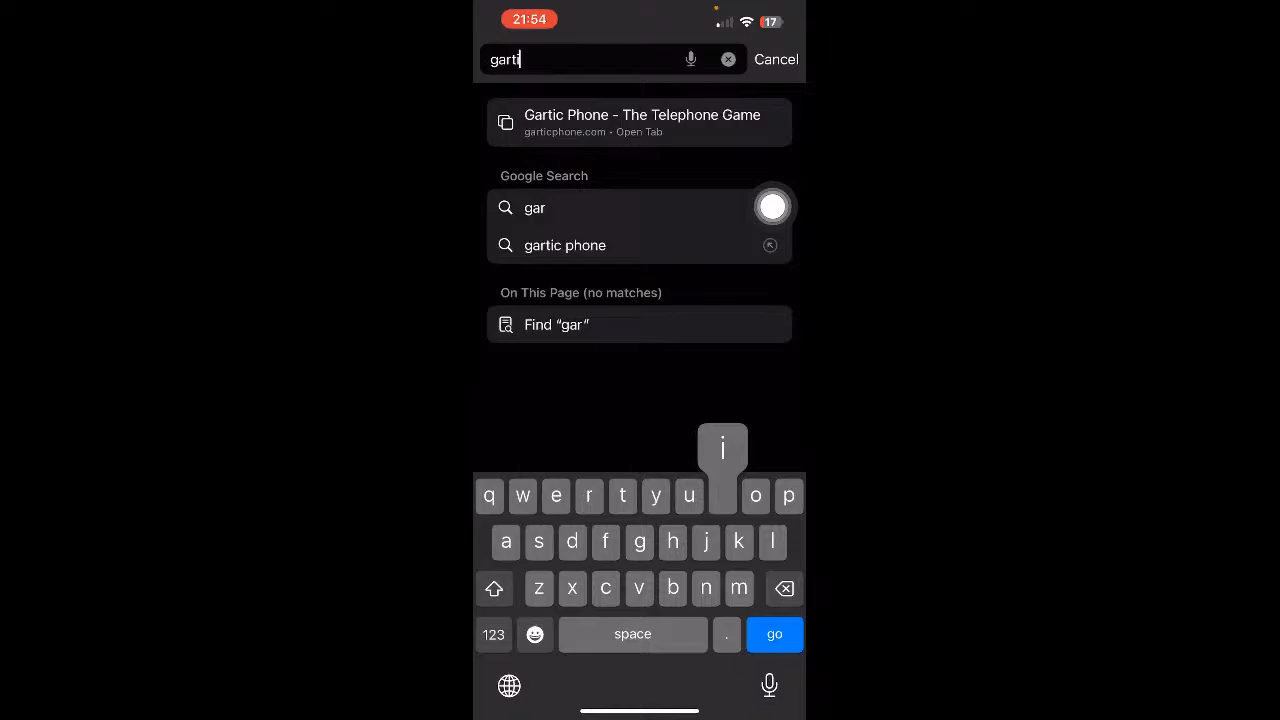 21:54
17
garti
Cancel
Gartic Phone - The Telephone Game
garticphone.com • Open Tab
Google Search
gar
gartic phone
On This Page (no matches)
Find “gar”
i
q w e r t y u o p
a s d f g h j k l
z x c v b n m
123 space . go